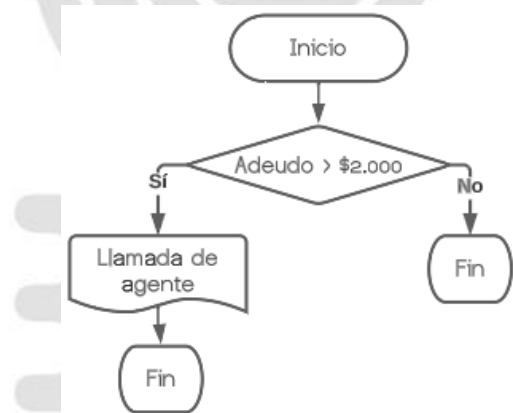 Inicio
Adeudo > $2.000
Sí
No
Llamada de
agente
Fin
Fin